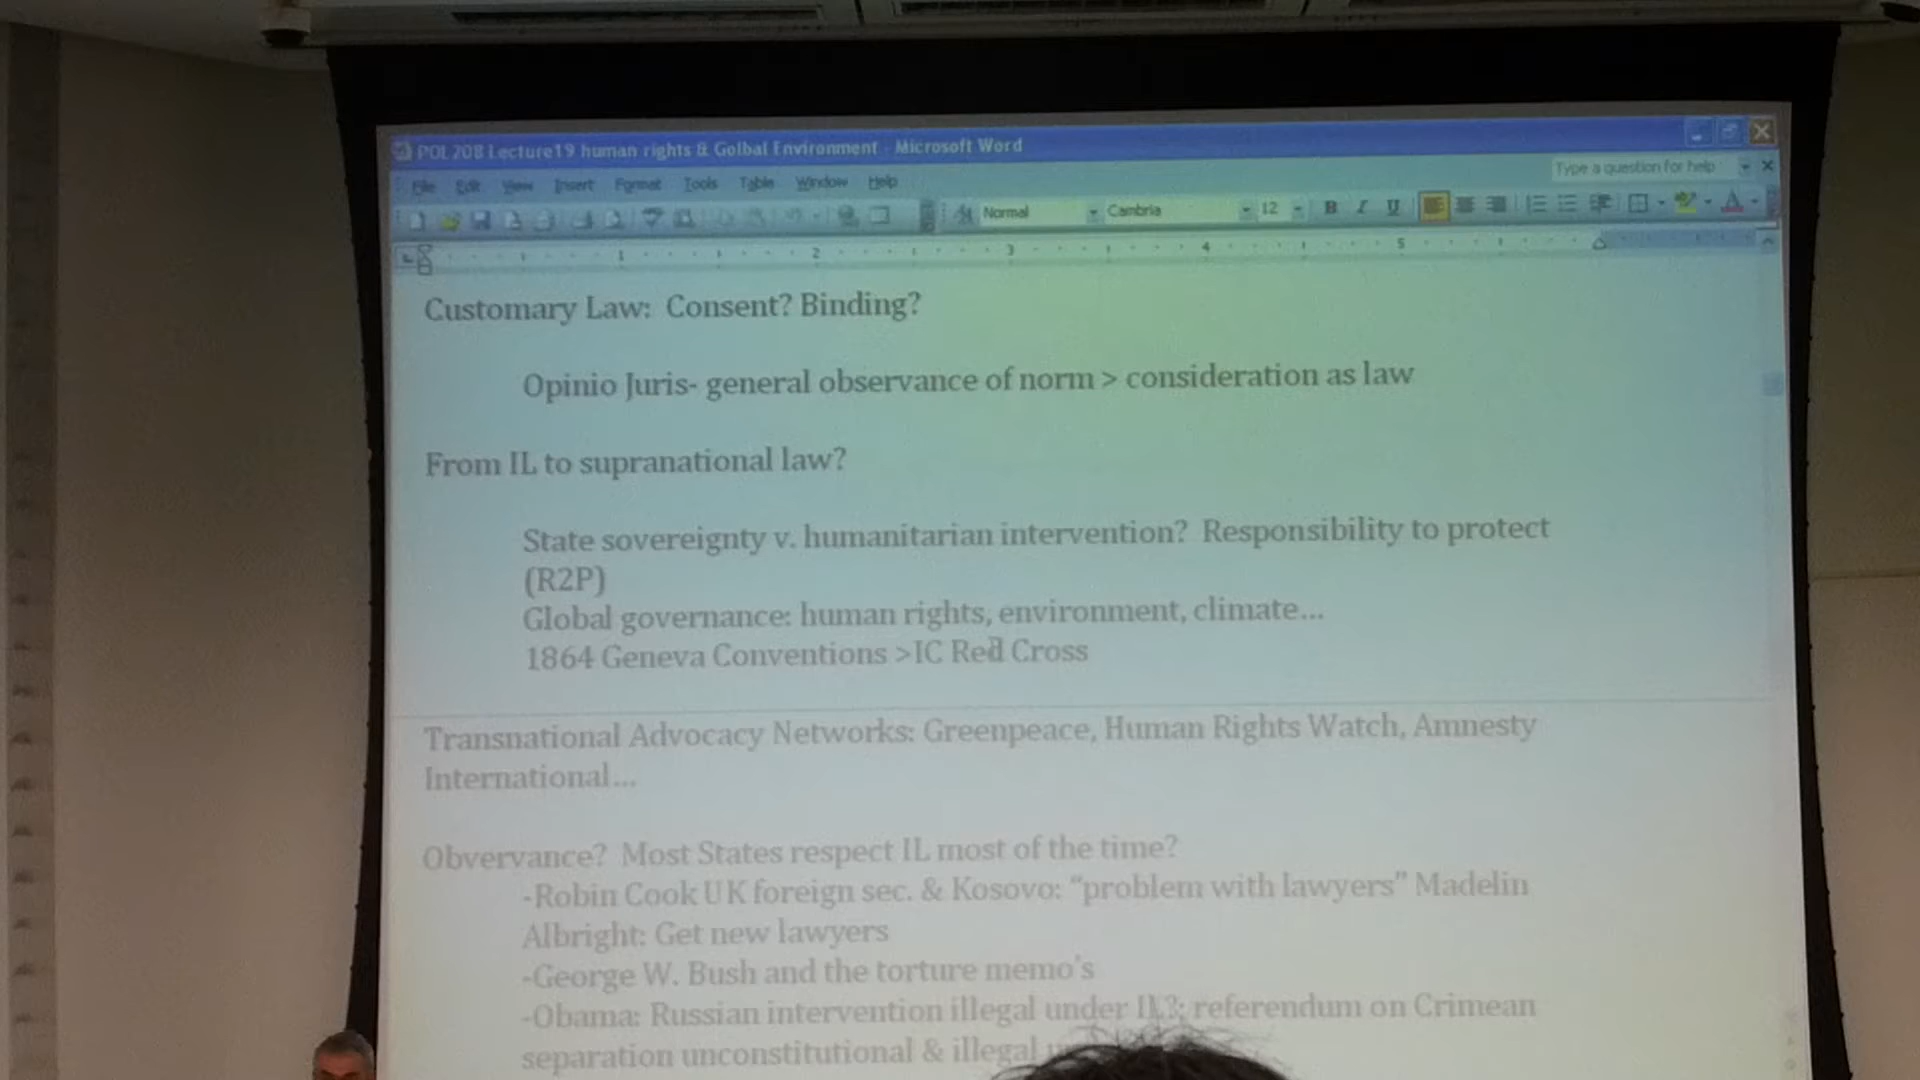 POL 208 Lecture19 human rights & Golbal Environment - Microsoft Word
Type a question for help
File Edit View Insert Format Tools Table Window Help
Normal Cambria 12 B I U A
1 2 3 4 5
Customary Law: Consent? Binding?
Opinio Juris- general observance of norm > consideration as law
From IL to supranational law?
State sovereignty v. humanitarian intervention? Responsibility to protect
(R2P)
Global governance: human rights, environment, climate...
1864 Geneva Conventions >IC Red Cross
Transnational Advocacy Networks: Greenpeace, Human Rights Watch, Amnesty
International...
Obvervance? Most States respect IL most of the time?
-Robin Cook UK foreign sec. & Kosovo: “problem with lawyers” Madelin
Albright: Get new lawyers
-George W. Bush and the torture memo's
-Obama: Russian intervention illegal under IL?; referendum on Crimean
separation unconstitutional & illegal